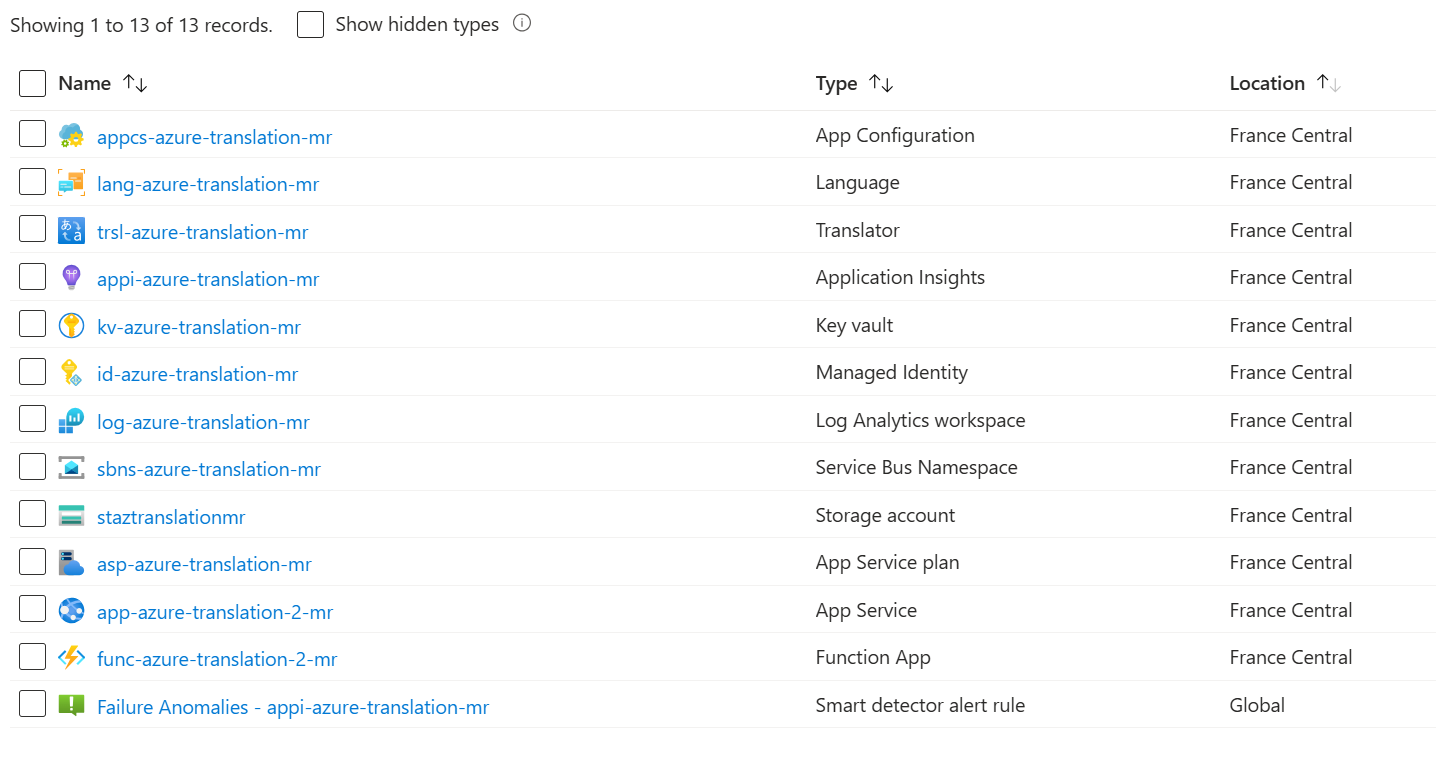 Showing 1 to 13 of 13 records. Show hidden types
Name Type Location
appcs-azure-translation-mr App Configuration France Central
lang-azure-translation-mr Language France Central
trsl-azure-translation-mr Translator France Central
appi-azure-translation-mr Application Insights France Central
kv-azure-translation-mr Key vault France Central
id-azure-translation-mr Managed Identity France Central
log-azure-translation-mr Log Analytics workspace France Central
sbns-azure-translation-mr Service Bus Namespace France Central
staztranslationmr Storage account France Central
asp-azure-translation-mr App Service plan France Central
app-azure-translation-2-mr App Service France Central
func-azure-translation-2-mr Function App France Central
Failure Anomalies - appi-azure-translation-mr Smart detector alert rule Global